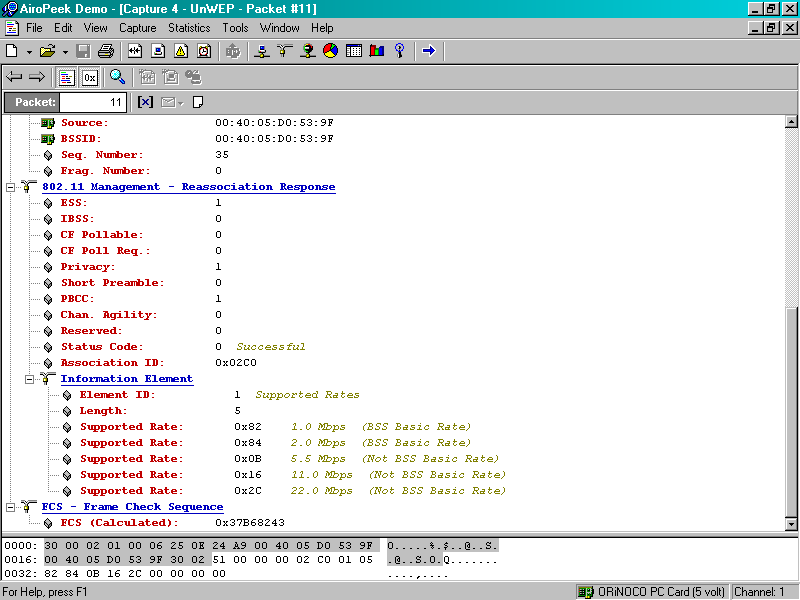 AiroPeek Demo - [Capture 4 - UnWEP - Packet #11]
File Edit View Capture Statistics Tools Window Help
0x
Packet: 11 [x]
Source: 00:40:05:D0:53:9F
BSSID: 00:40:05:D0:53:9F
Seq. Number: 35
Frag. Number: 0
802.11 Management - Reassociation Response
ESS: 1
IBSS: 0
CF Pollable: 0
CF Poll Req.: 0
Privacy: 1
Short Preamble: 0
PBCC: 1
Chan. Agility: 0
Reserved: 0
Status Code: 0 Successful
Association ID: 0x02C0
Information Element
Element ID: 1 Supported Rates
Length: 5
Supported Rate: 0x82 1.0 Mbps (BSS Basic Rate)
Supported Rate: 0x84 2.0 Mbps (BSS Basic Rate)
Supported Rate: 0x0B 5.5 Mbps (Not BSS Basic Rate)
Supported Rate: 0x16 11.0 Mbps (Not BSS Basic Rate)
Supported Rate: 0x2C 22.0 Mbps (Not BSS Basic Rate)
FCS - Frame Check Sequence
FCS (Calculated): 0x37B68243
0000: 30 00 02 01 00 06 25 0E 24 A9 00 40 05 D0 53 9F 0.....%.$..@..S.
0016: 00 40 05 D0 53 9F 30 02 51 00 00 00 02 C0 01 05 .@..S.0.Q.......
0032: 82 84 0B 16 2C 00 00 00 00 ....,....
For Help, press F1 ORiNOCO PC Card (5 volt) Channel: 1